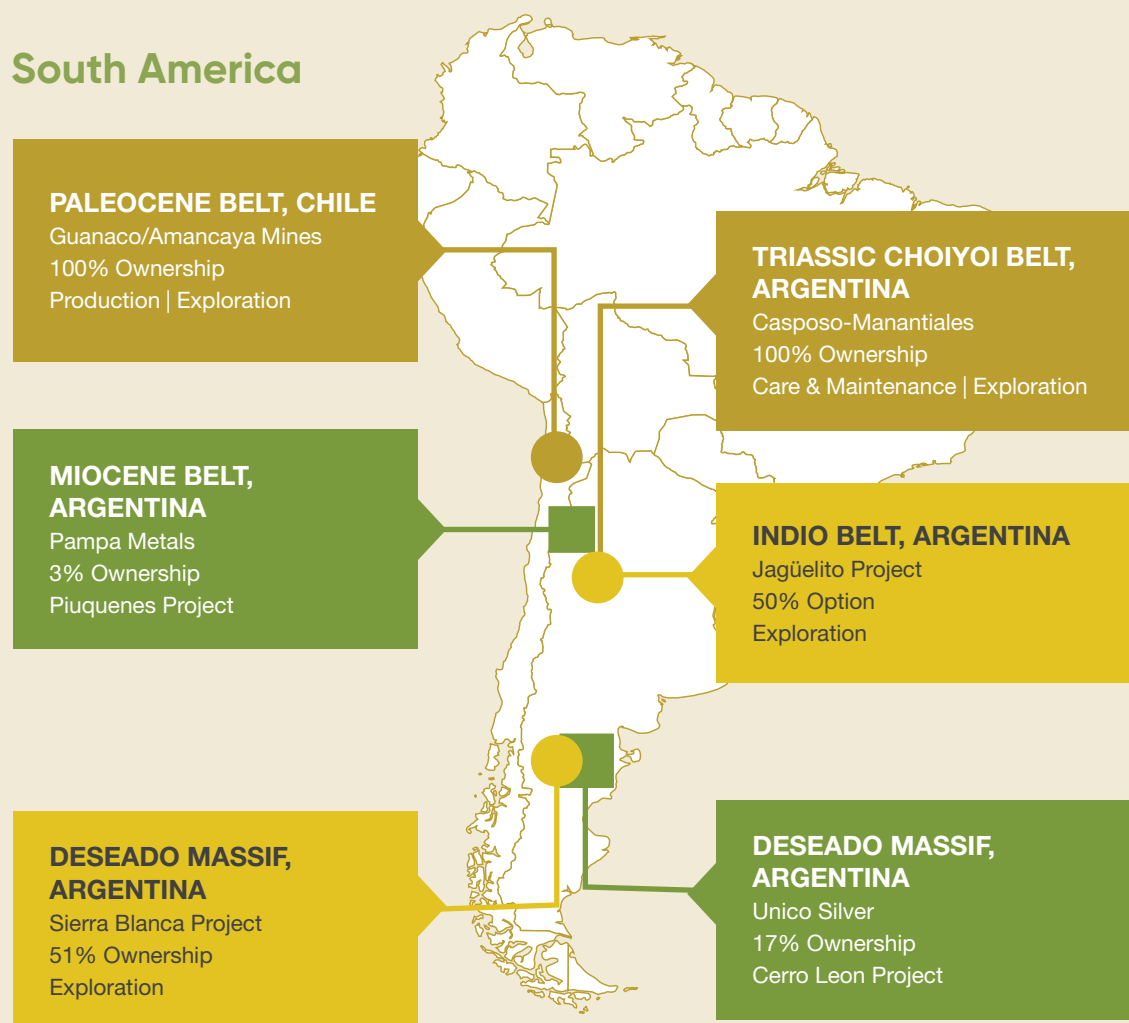 South America
PALEOCENE BELT, CHILE
Guanaco/Amancaya Mines
100% Ownership
Production | Exploration
TRIASSIC CHOIYOI BELT,
ARGENTINA
Casposo-Manantiales
100% Ownership
Care & Maintenance | Exploration
MIOCENE BELT,
ARGENTINA
Pampa Metals
3% Ownership
Piuquenes Project
INDIO BELT, ARGENTINA
Jagüelito Project
50% Option
Exploration
DESEADO MASSIF,
ARGENTINA
Sierra Blanca Project
51% Ownership
Exploration
DESEADO MASSIF,
ARGENTINA
Unico Silver
17% Ownership
Cerro Leon Project